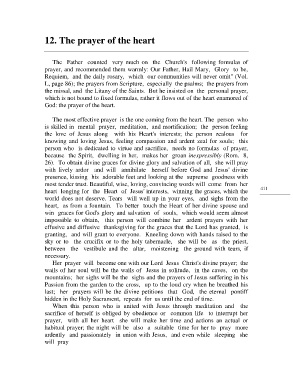 12. The prayer of the heart
The Father counted very much on the Church's following formulas of
prayer, and recommended them warmly: Our Father, Hail Mary, Glory to be,
Requiem, and the daily rosary, which our communities will never omit" (Vol.
I., page 86); the prayers from Scripture, especially the psalms; the prayers from
the missal, and the Litany of the Saints. But he insisted on the personal prayer,
which is not bound to fixed formulas, rather it flows out of the heart enamored of
God: the prayer of the heart.
The most effective prayer is the one coming from the heart. The person who
is skilled in mental prayer, meditation, and mortification; the person feeling
the love of Jesus along with his Heart's interests; the person zealous for
knowing and loving Jesus, feeling compassion and ardent zeal for souls; this
person who is dedicated to virtue and sacrifice, needs no formulas of prayer,
because the Spirit, dwelling in her, makes her groan inexpressibly (Rom. 8,
26). To obtain divine graces for divine glory and salvation of all, she will pray
with lively ardor and will annihilate herself before God and Jesus' divine
presence, kissing his adorable feet and looking at the supreme goodness with
most tender trust. Beautiful, wise, loving, convincing words will come from her
heart longing for the Heart of Jesus' interests, winning the graces, which the
world does not deserve. Tears will well up in your eyes, and sighs from the
heart, as from a fountain. To better touch the Heart of her divine spouse and
win graces for God's glory and salvation of souls, which would seem almost
impossible to obtain, this person will combine her ardent prayers with her
effusive and diffusive thanksgiving for the graces that the Lord has granted, is
granting, and will grant to everyone. Kneeling down with hands raised to the
sky or to the crucifix or to the holy tabernacle, she will be as the priest,
between the vestibule and the altar, moistening the ground with tears, if
necessary.
Her prayer will become one with our Lord Jesus Christ's divine prayer; the
walls of her soul will be the walls of Jesus in solitude, in the caves, on the
mountains; her sighs will be the sighs and the prayers of Jesus suffering in his
Passion from the garden to the cross, up to the loud cry when he breathed his
last; her prayers will be the divine petitions that God, the eternal pontiff
hidden in the Holy Sacrament, repeats for us until the end of time.
When this person who is united with Jesus through meditation and the
sacrifice of herself is obliged by obedience or common life to interrupt her
prayer, with all her heart she will make her time and actions an actual or
habitual prayer; the night will be also a suitable time for her to pray more
ardently and passionately in union with Jesus, and even while sleeping she
will pray